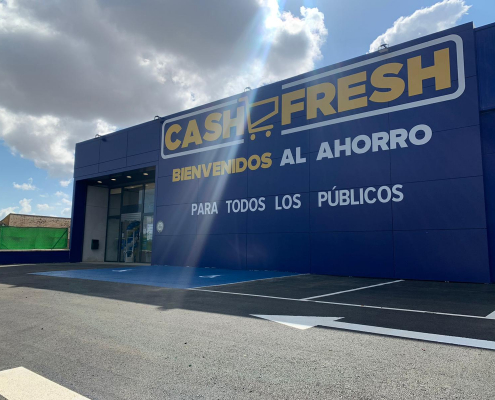 CASH FRESH
BIENVENIDOS AL AHORRO
PARA TODOS LOS PÚBLICOS